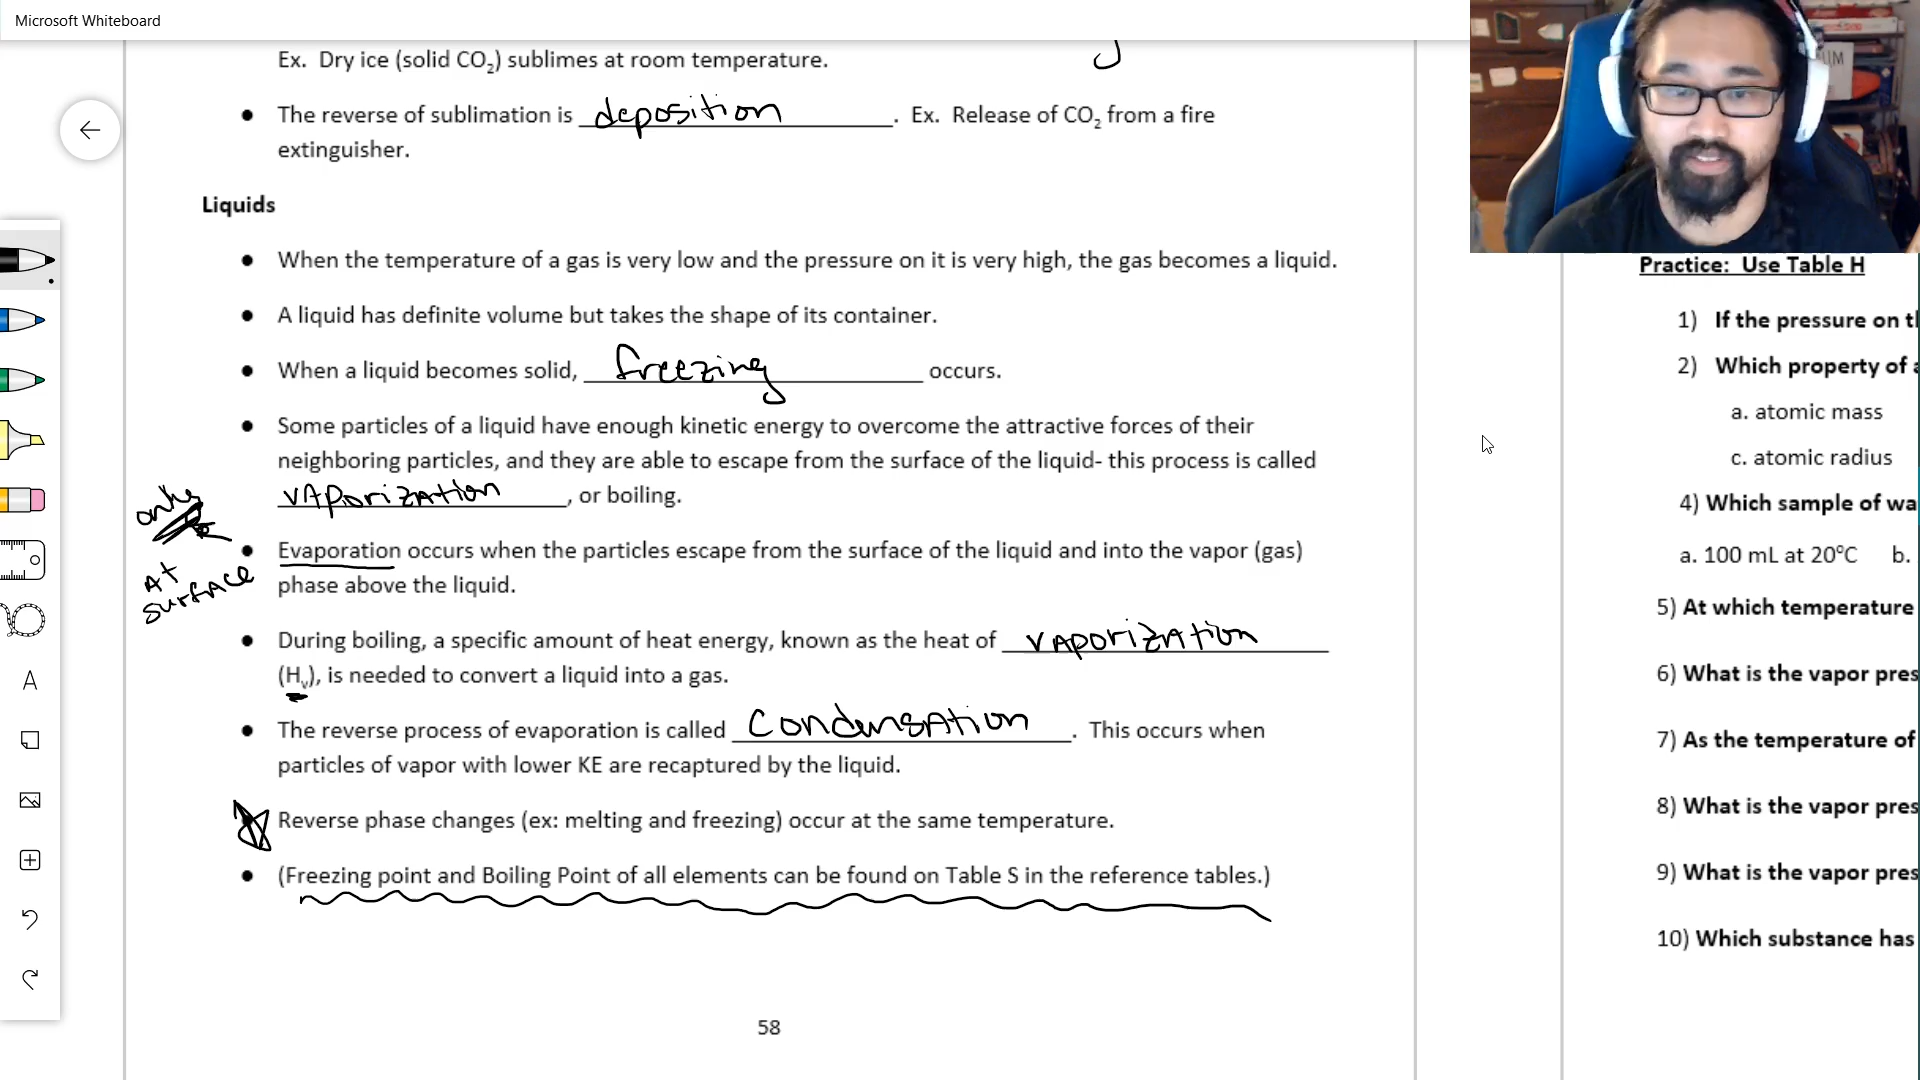 Microsoft Whiteboard
Ex. Dry ice (solid CO₂) sublimes at room temperature.
• The reverse of sublimation is deposition. Ex. Release of CO₂ from a fire
extinguisher.
Liquids
• When the temperature of a gas is very low and the pressure on it is very high, the gas becomes a liquid.
• A liquid has definite volume but takes the shape of its container.
• When a liquid becomes solid, freezing occurs.
• Some particles of a liquid have enough kinetic energy to overcome the attractive forces of their
neighboring particles, and they are able to escape from the surface of the liquid- this process is called
vaporization, or boiling.
only
At
surface
• Evaporation occurs when the particles escape from the surface of the liquid and into the vapor (gas)
phase above the liquid.
• During boiling, a specific amount of heat energy, known as the heat of vaporization
(Hᵥ), is needed to convert a liquid into a gas.
• The reverse process of evaporation is called condensation. This occurs when
particles of vapor with lower KE are recaptured by the liquid.
Reverse phase changes (ex: melting and freezing) occur at the same temperature.
• (Freezing point and Boiling Point of all elements can be found on Table S in the reference tables.)
58
Practice: Use Table H
1) If the pressure on
2) Which property of
a. atomic mass
c. atomic radius
4) Which sample of wa
a. 100 mL at 20°C b.
5) At which temperature
6) What is the vapor pres
7) As the temperature of
8) What is the vapor pres
9) What is the vapor pres
10) Which substance has
A